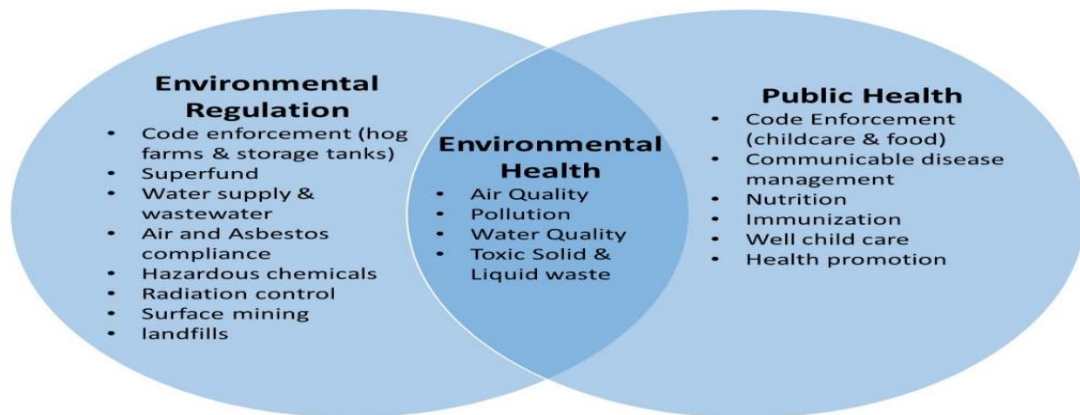 Environmental
Regulation
• Code enforcement (hog
farms & storage tanks)
• Superfund
• Water supply &
wastewater
• Air and Asbestos
compliance
• Hazardous chemicals
• Radiation control
• Surface mining
• landfills
Environmental
Health
• Air Quality
• Pollution
• Water Quality
• Toxic Solid &
Liquid waste
Public Health
• Code Enforcement
(childcare & food)
• Communicable disease
management
• Nutrition
• Immunization
• Well child care
• Health promotion